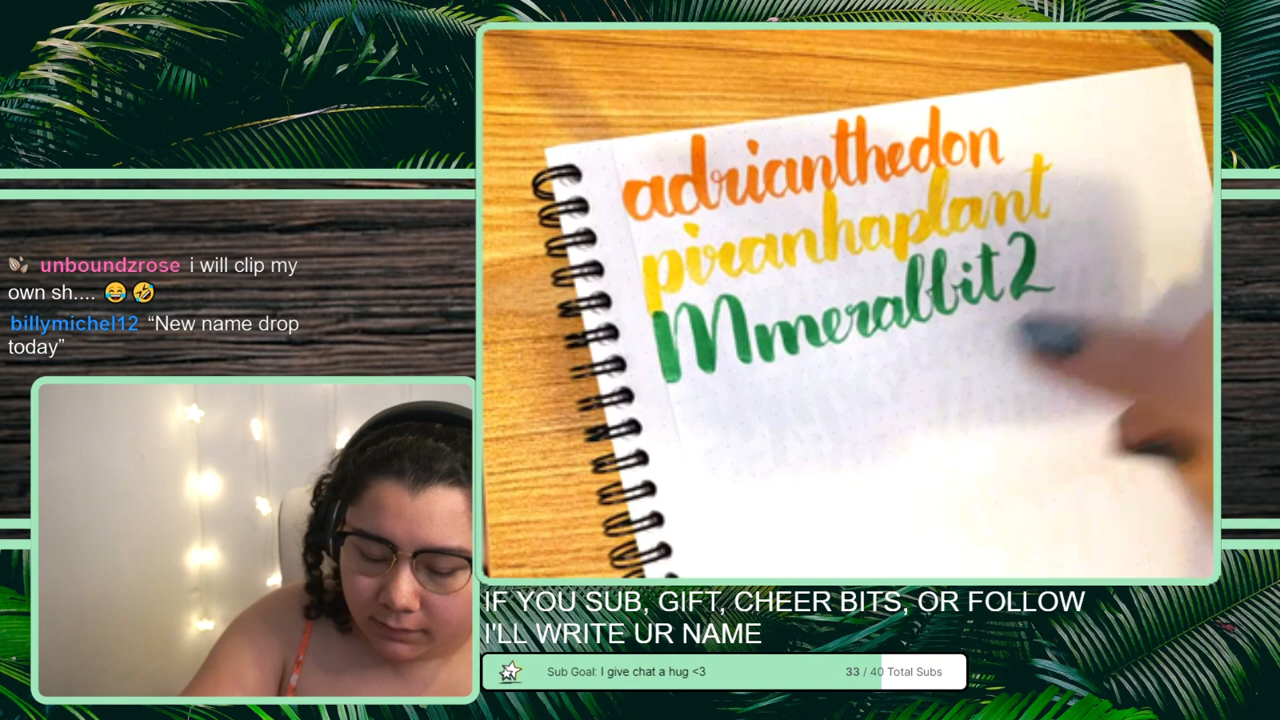 unboundzrose i will clip my
own sh.... 😂 🤣
billymichel12 “New name drop
today”
adrianthedon
piranhaplant
Mmerabbit2
IF YOU SUB, GIFT, CHEER BITS, OR FOLLOW
I'LL WRITE UR NAME
Sub Goal: I give chat a hug <3 33 / 40 Total Subs